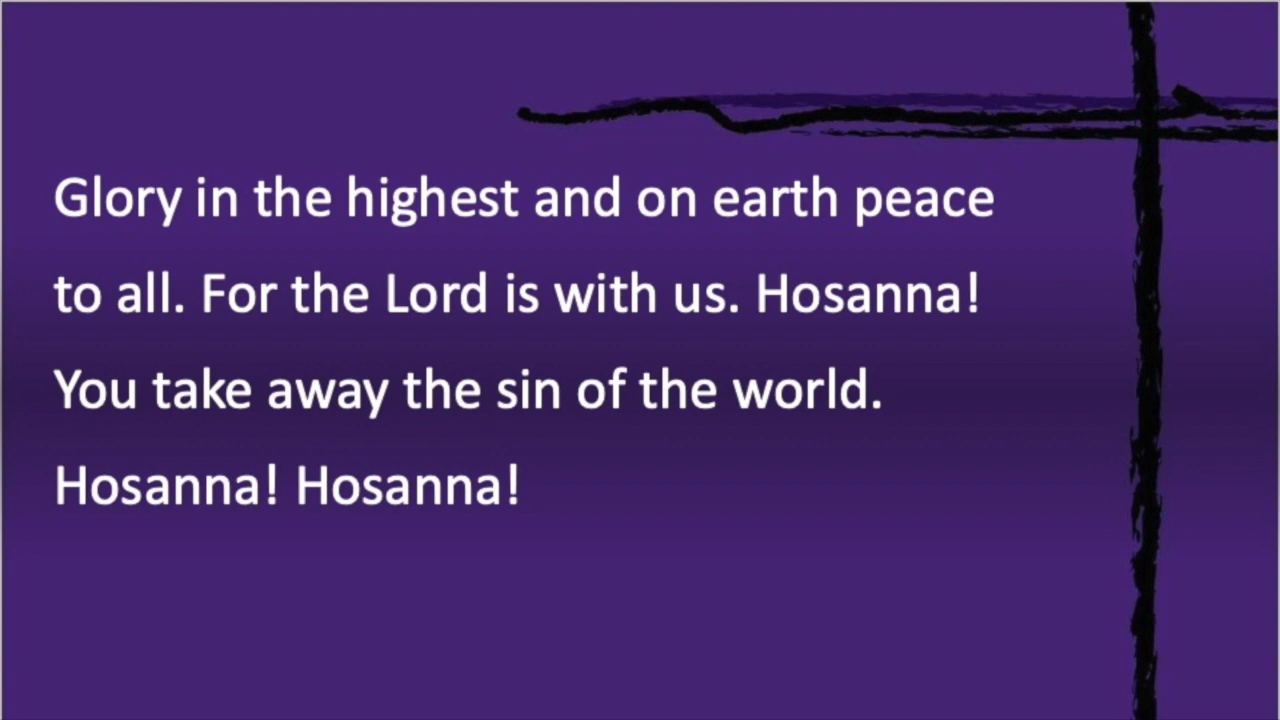 Glory in the highest and on earth peace
to all. For the Lord is with us. Hosanna!
You take away the sin of the world.
Hosanna! Hosanna!